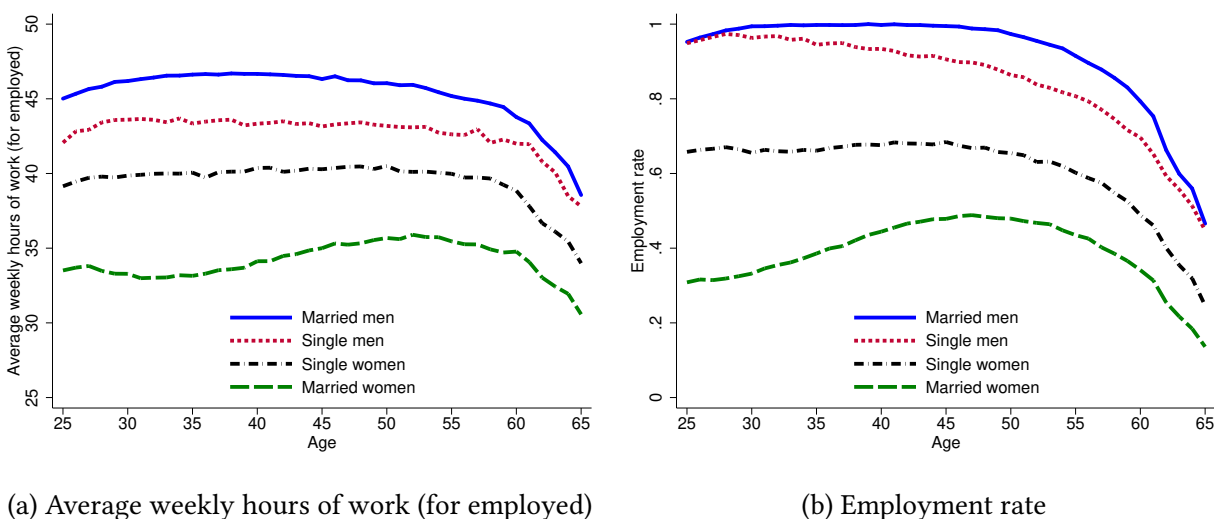 Average weekly hours of work (for employed)
50
45
40
35
30
25
Married men
Single men
Single women
Married women
25 30 35 40 45 50 55 60 65
Age
Employment rate
1
.8
.6
.4
.2
0
Married men
Single men
Single women
Married women
25 30 35 40 45 50 55 60 65
Age
(a) Average weekly hours of work (for employed)
(b) Employment rate